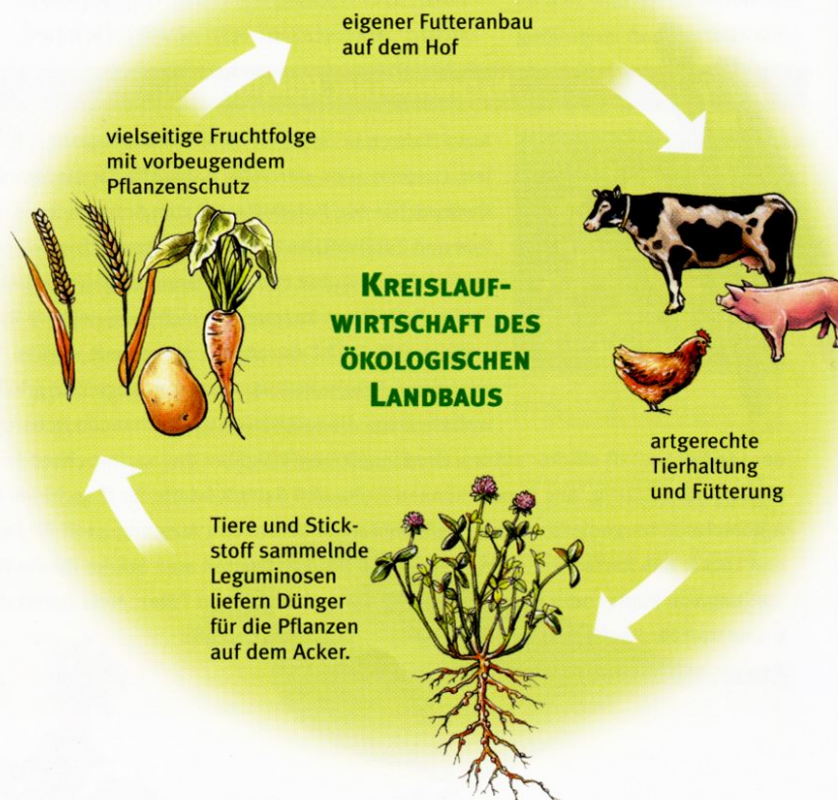 eigener Futteranbau
auf dem Hof
vielseitige Fruchtfolge
mit vorbeugendem
Pflanzenschutz
KREISLAUF-
WIRTSCHAFT DES
ÖKOLOGISCHEN
LANDBAUS
artgerechte
Tierhaltung
und Fütterung
Tiere und Stick-
stoff sammelnde
Leguminosen
liefern Dünger
für die Pflanzen
auf dem Acker.